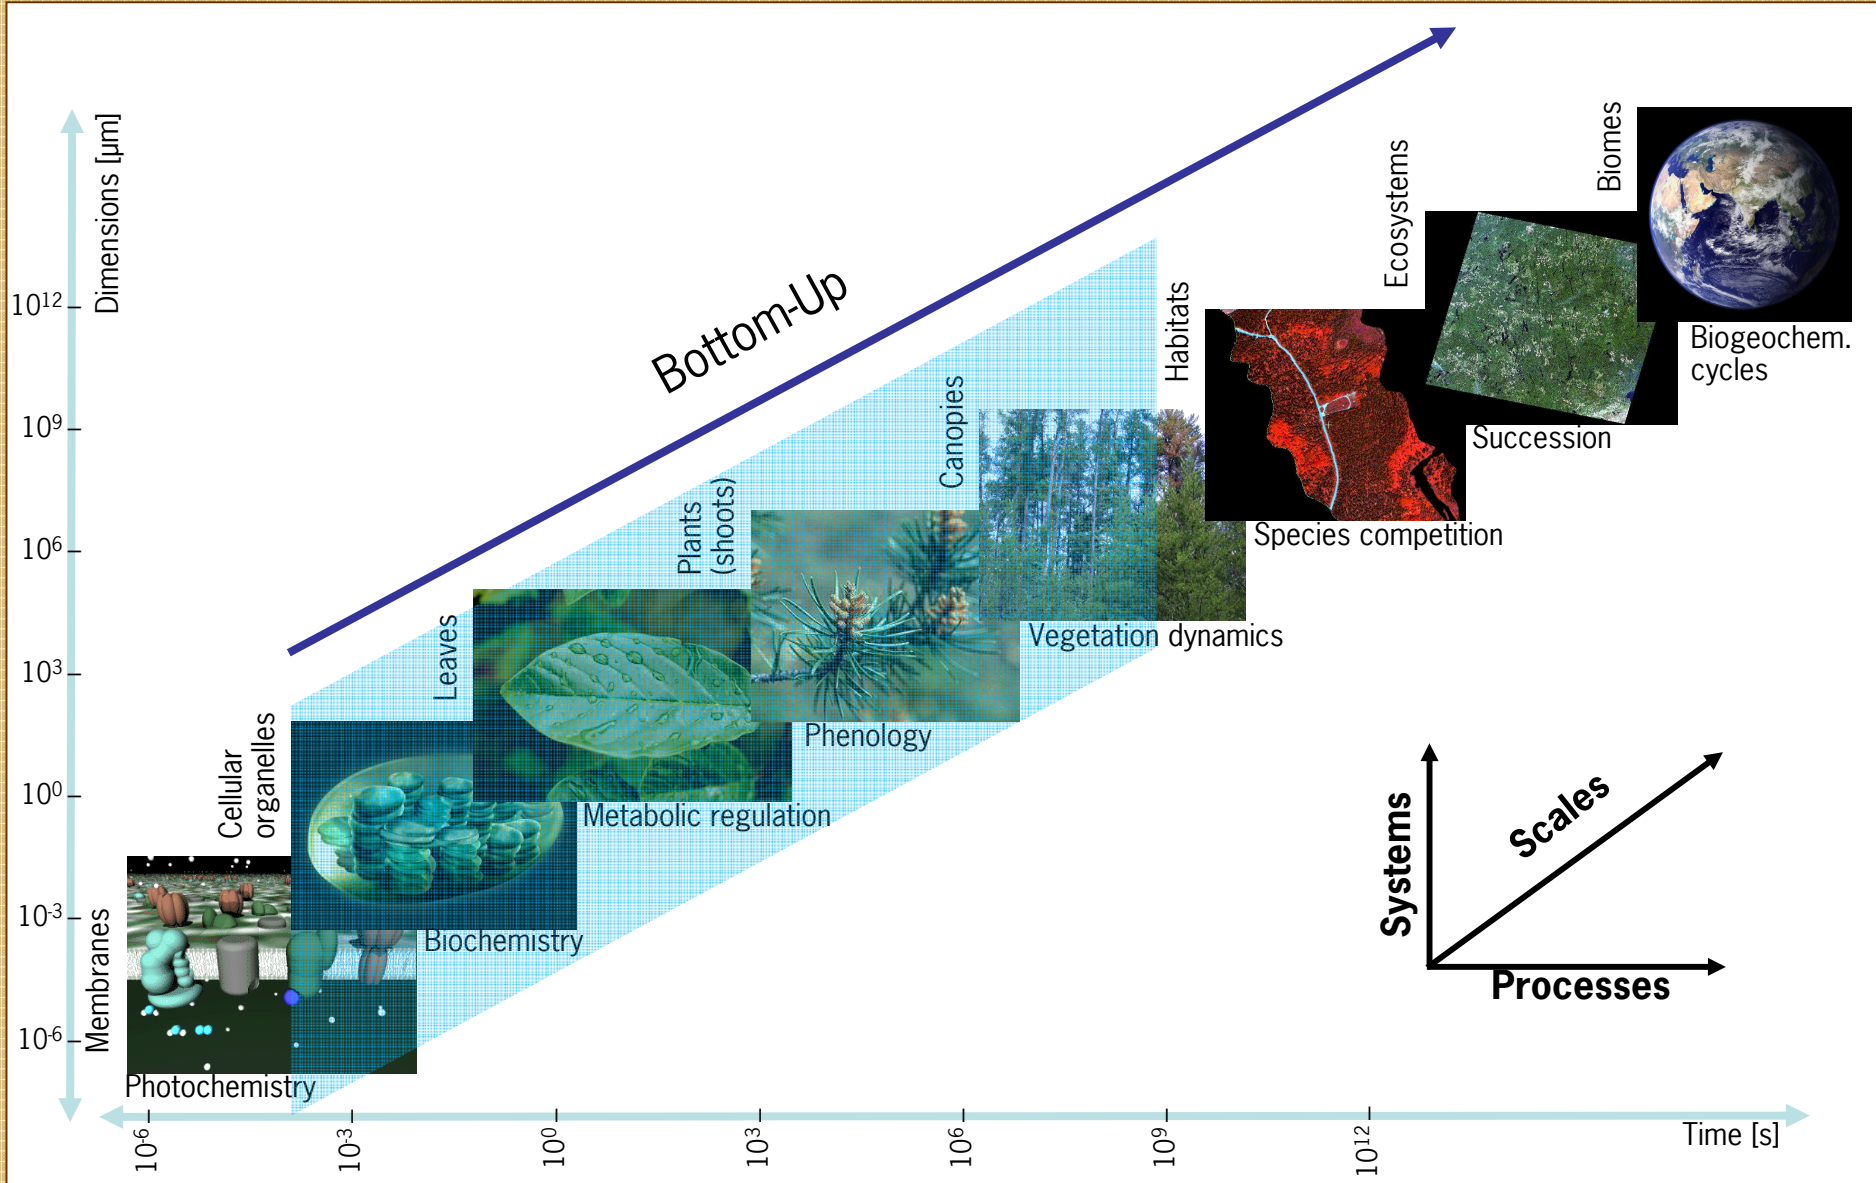 Dimensions [µm]
10¹²
10⁹
10⁶
10³
10⁰
10⁻³
10⁻⁶
Bottom-Up
Biomes
Biogeochem.
cycles
Ecosystems
Succession
Habitats
Species competition
Canopies
Vegetation dynamics
Plants
(shoots)
Phenology
Leaves
Metabolic regulation
Cellular
organelles
Biochemistry
Membranes
Photochemistry
Systems
Scales
Processes
Time [s]
10⁻⁶
10⁻³
10⁰
10³
10⁶
10⁹
10¹²